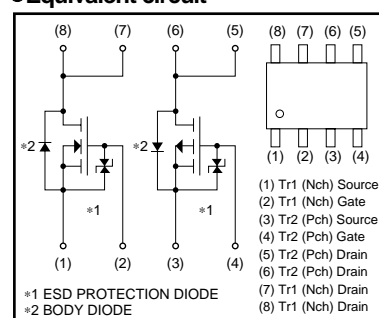 Equivalent circuit
(8) (7) (6) (5) (8) (7) (6) (5)
∗2 ∗2
∗1 ∗1
(1) (2) (3) (4)
(1) (2) (3) (4)
(1) Tr1 (Nch) Source
(2) Tr1 (Nch) Gate
(3) Tr2 (Pch) Source
(4) Tr2 (Pch) Gate
(5) Tr2 (Pch) Drain
(6) Tr2 (Pch) Drain
(7) Tr1 (Nch) Drain
(8) Tr1 (Nch) Drain
∗1 ESD PROTECTION DIODE
∗2 BODY DIODE